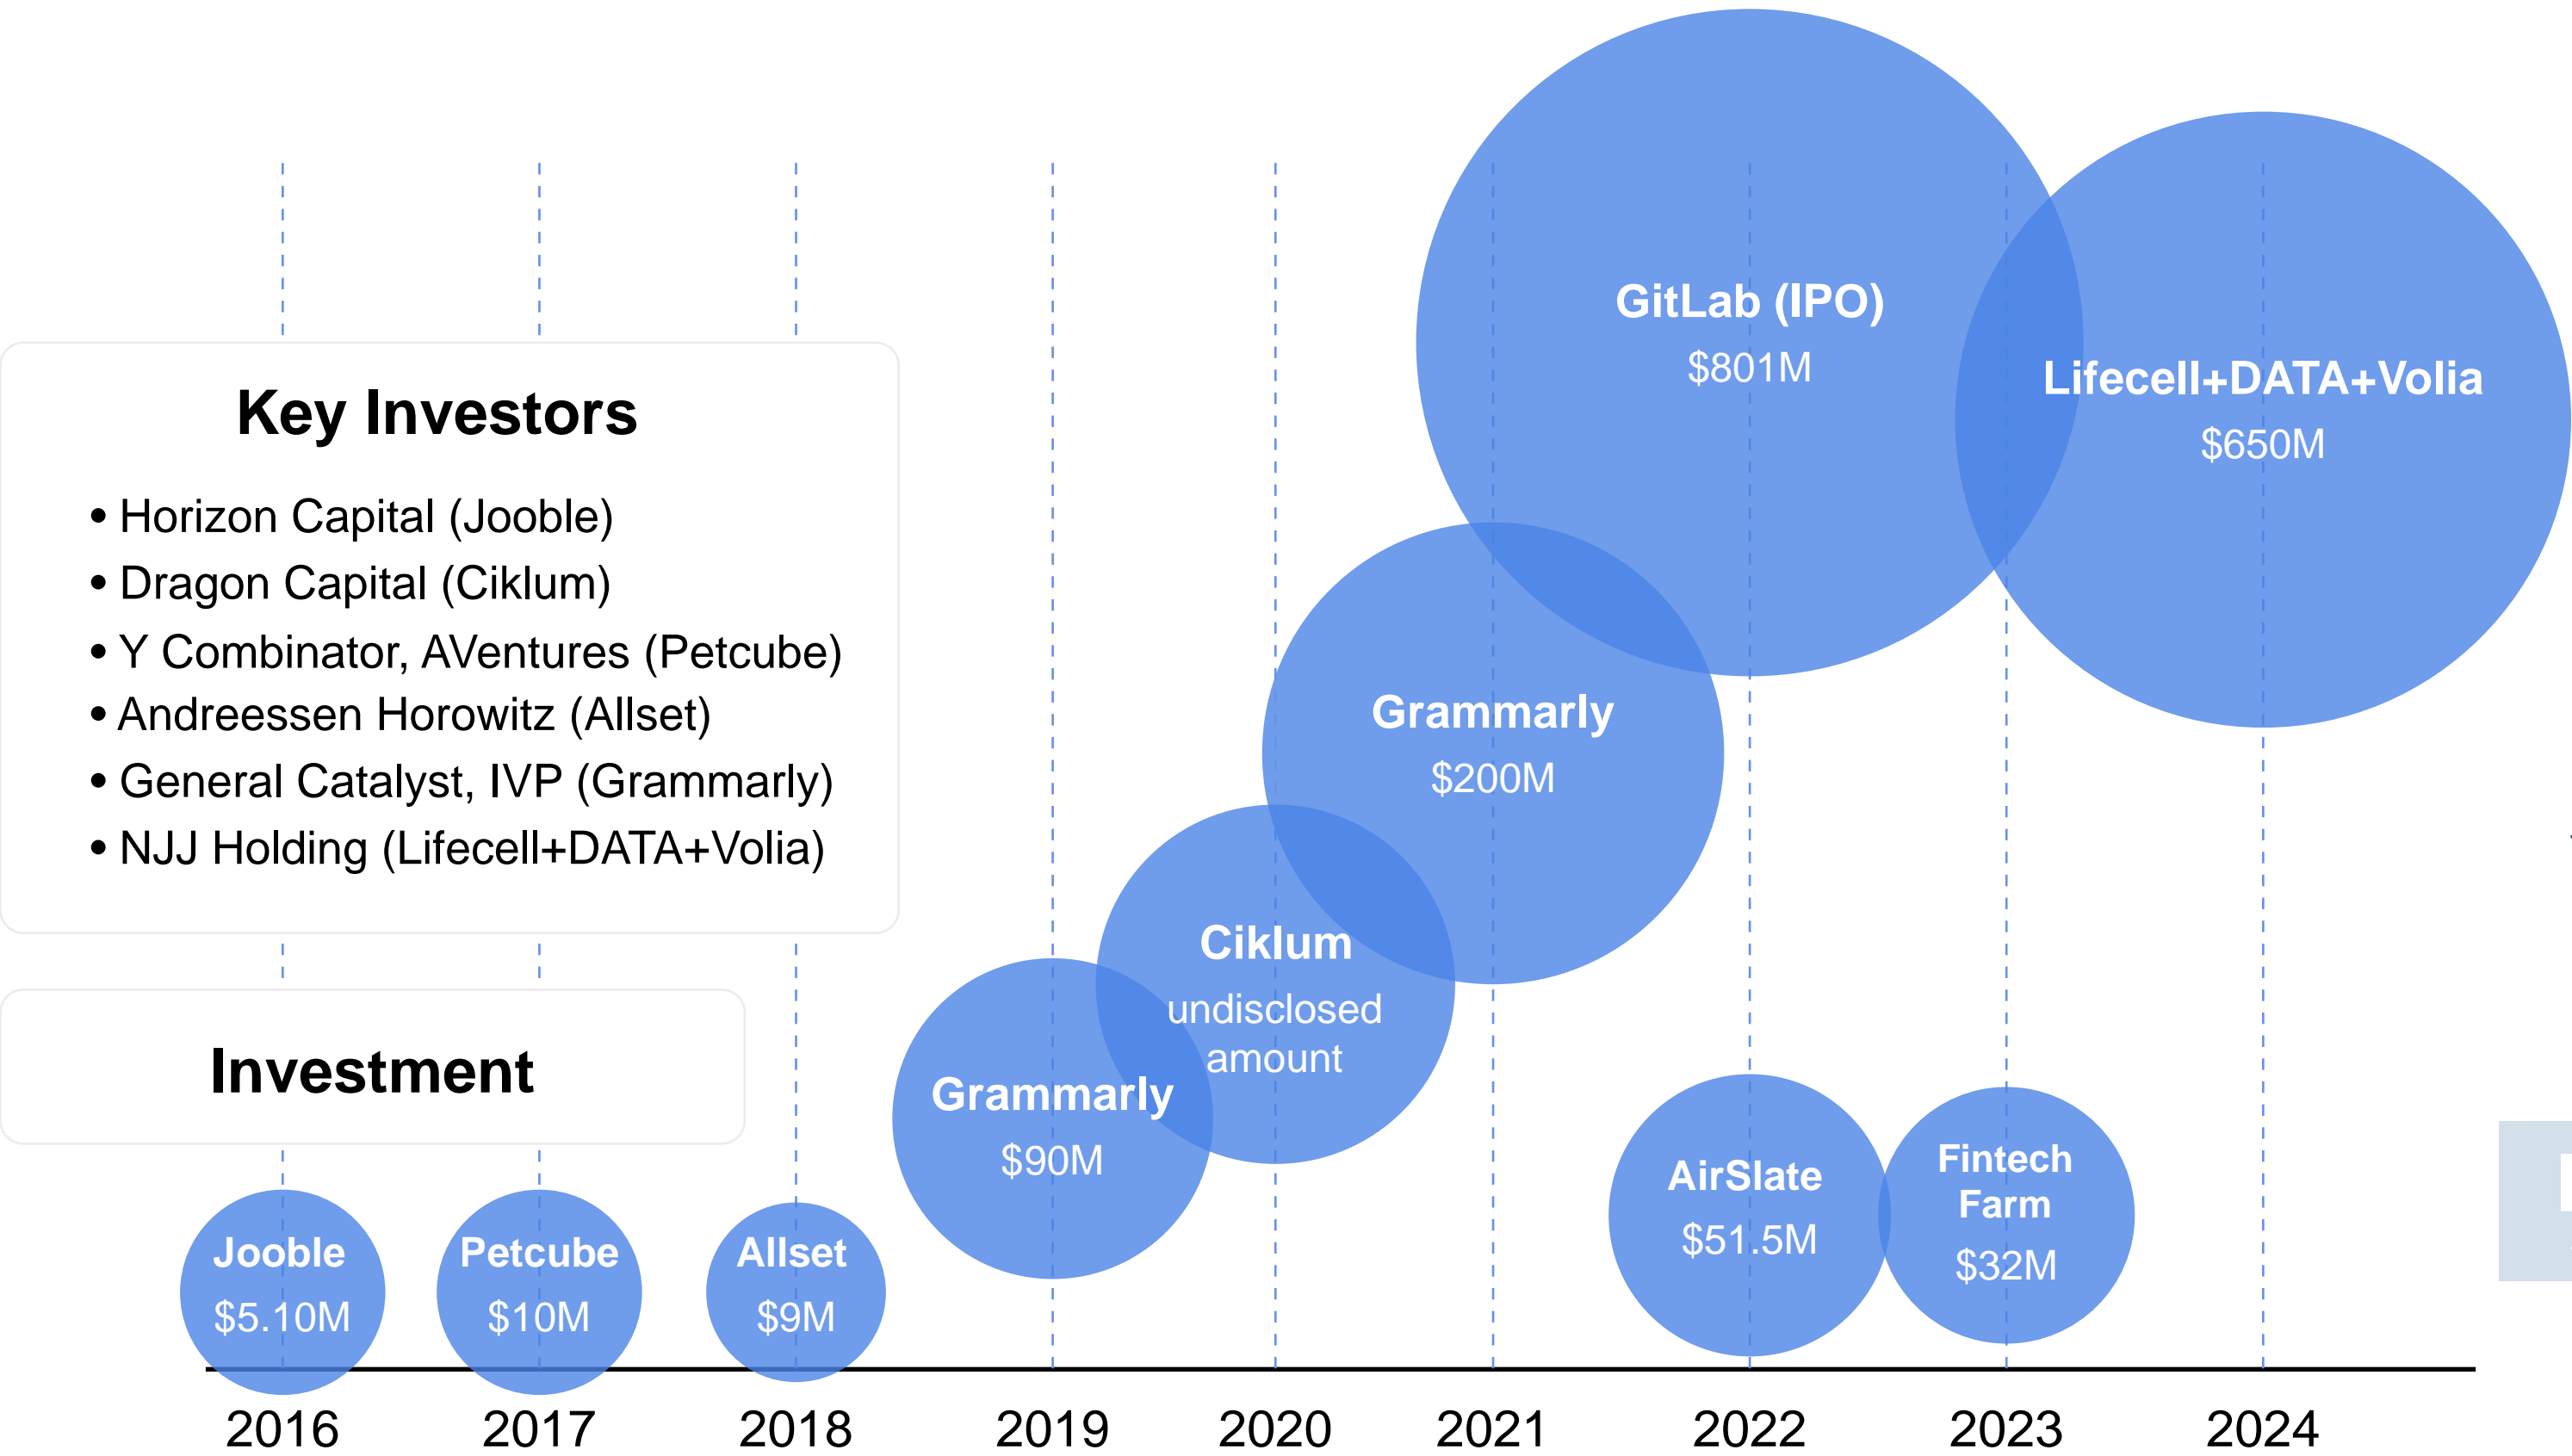 GitLab (IPO)
$801M
Lifecell+DATA+Volia
$650M
Key Investors
• Horizon Capital (Jooble)
• Dragon Capital (Ciklum)
• Y Combinator, AVentures (Petcube)
• Andreessen Horowitz (Allset)
• General Catalyst, IVP (Grammarly)
• NJJ Holding (Lifecell+DATA+Volia)
Grammarly
$200M
Ciklum
undisclosed
amount
Investment
Grammarly
$90M
AirSlate
$51.5M
Fintech
Farm
$32M
Jooble
$5.10M
Petcube
$10M
Allset
$9M
2016 2017 2018 2019 2020 2021 2022 2023 2024